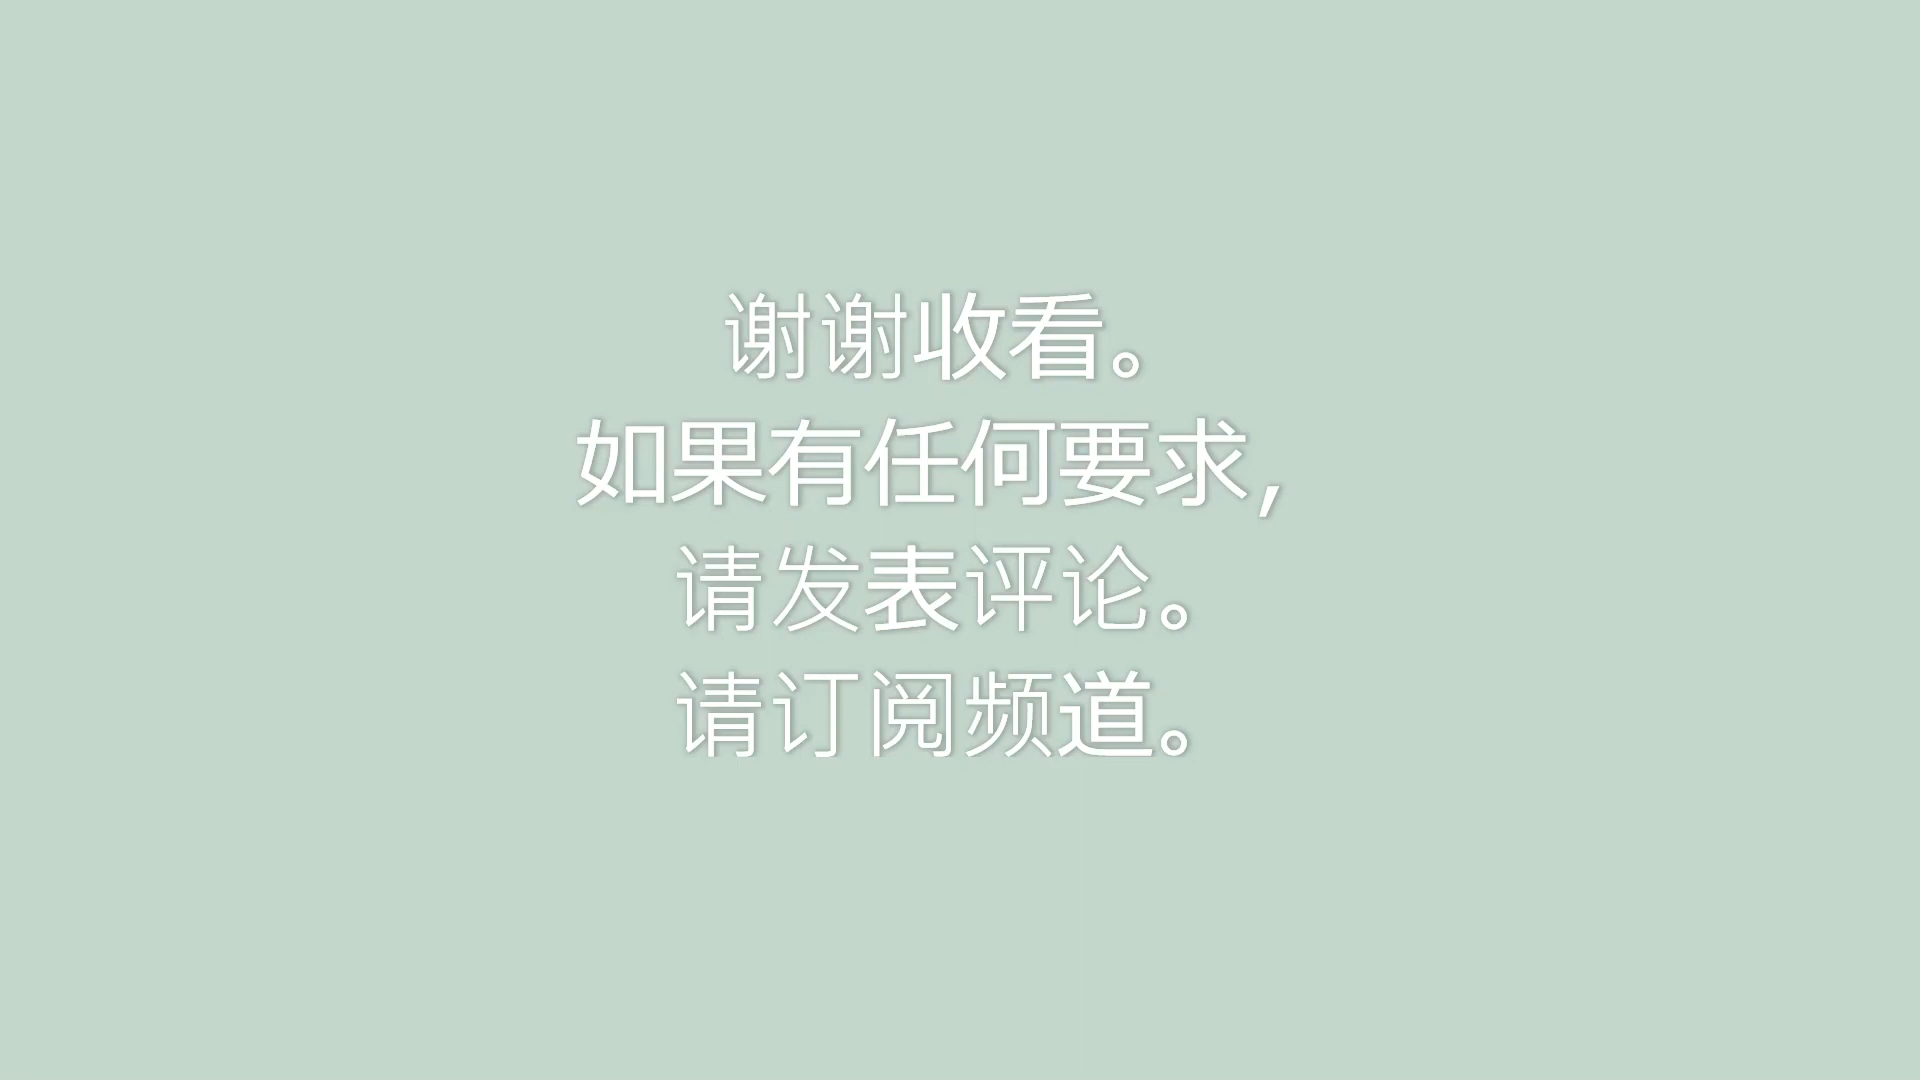 谢谢收看。
如果有任何要求,
请发表评论。
请订阅频道。